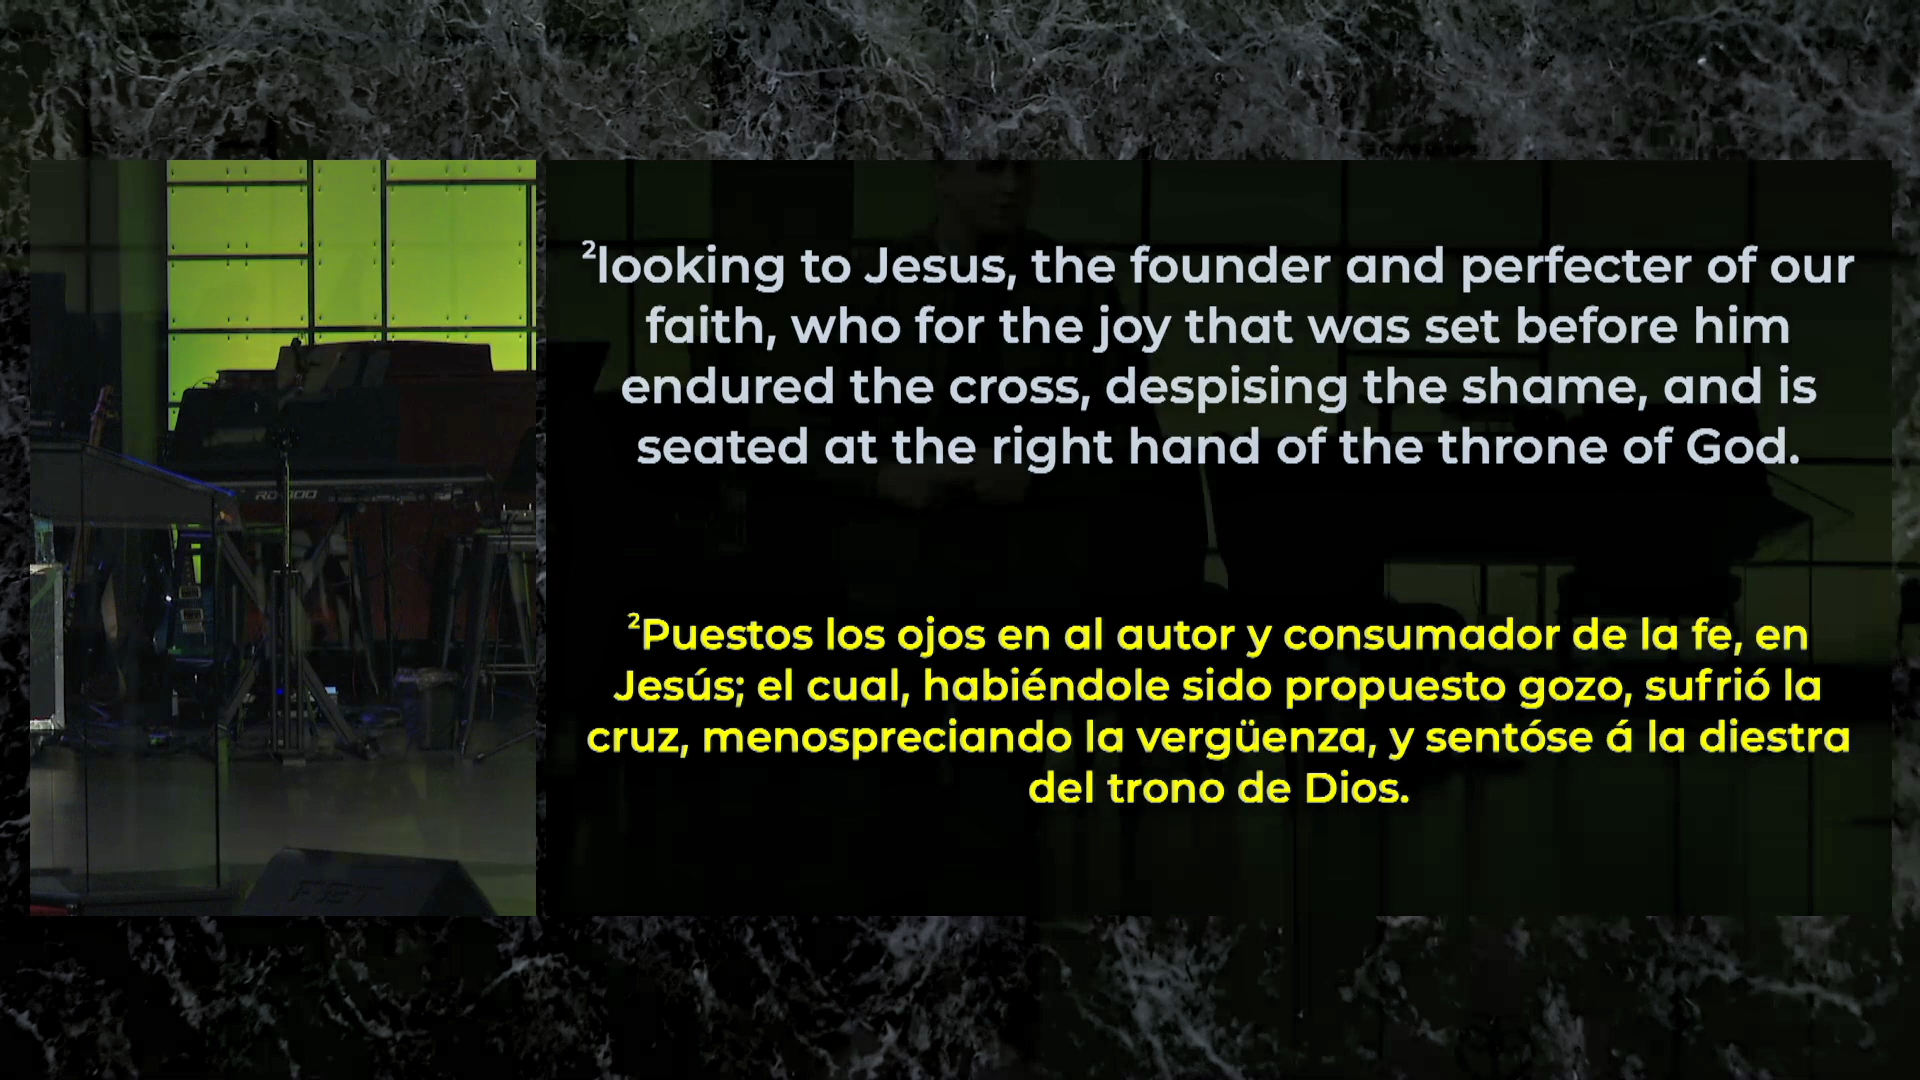 ²looking to Jesus, the founder and perfecter of our
faith, who for the joy that was set before him
endured the cross, despising the shame, and is
seated at the right hand of the throne of God.
²Puestos los ojos en al autor y consumador de la fe, en
Jesús; el cual, habiéndole sido propuesto gozo, sufrió la
cruz, menospreciando la vergüenza, y sentóse á la diestra
del trono de Dios.